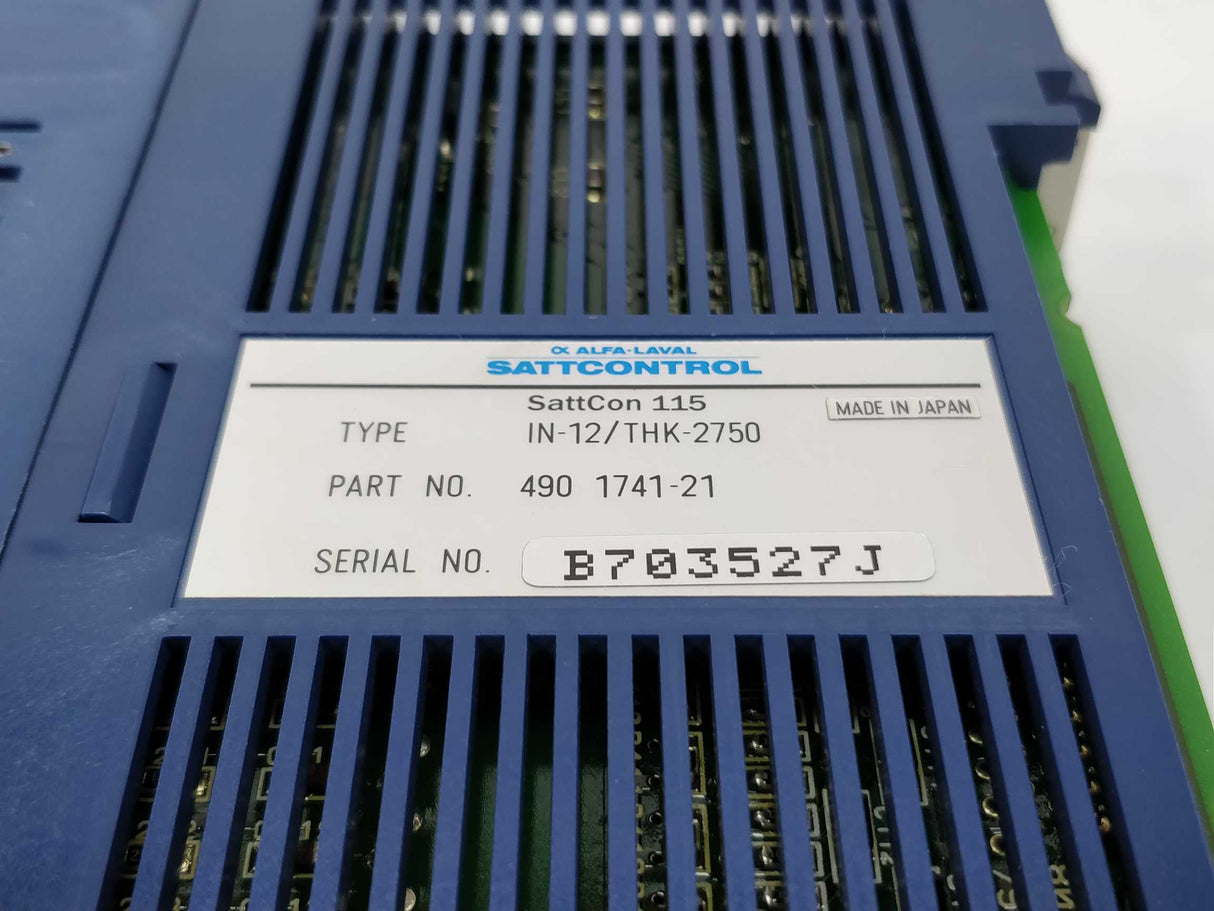 α ALFA-LAVAL
SATTCONTROL
SattCon 115
MADE IN JAPAN
TYPE IN-12/THK-2750
PART NO. 490 1741-21
SERIAL NO. B703527J